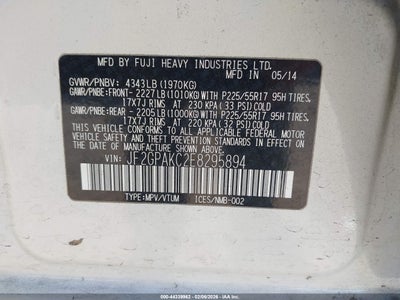 MFD BY FUJI HEAVY INDUSTRIES LTD.
MFD IN 05/14
GVWR/PNBV: 4343LB (1970KG)
GAWR/PNBE:FRONT- 2227LB(1010KG) WITH P225/55R17 95H TIRES,
17X7J RIMS AT 230 KPA (33 PSI)COLD
GAWR/PNBE:REAR - 2205LB(1000KG) WITH P225/55R17 95H TIRES,
17X7J RIMS AT 220 KPA (32 PSI)COLD
THIS VEHICLE CONFORMS TO ALL APPLICABLE FEDERAL
MOTOR VEHICLE SAFETY, BUMPER, AND THEFT PREVENTION
STANDARDS IN EFFECT ON THE DATE OF MANUFACTURE
SHOWN ABOVE.
VIN: JF2GPAKC2E8295894
TYPE:MPV/VTUM ICES/NMB-002
000-44339963 - 02/06/2026 - IAAI